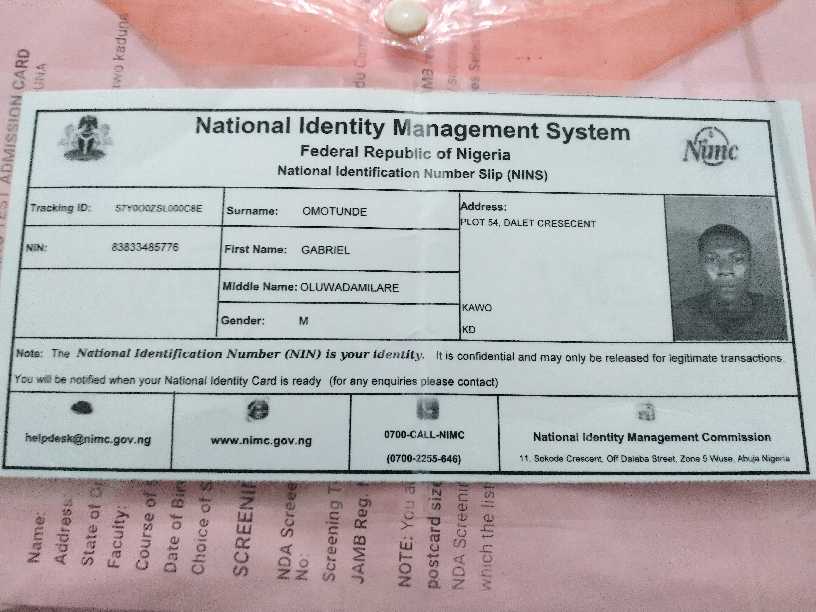 National Identity Management System
Federal Republic of Nigeria
National Identification Number Slip (NINS)
Nimc
Tracking ID:
Surname: OMOTUNDE
Address:
PLOT 54, DALET CRESECENT
NIN: 83833485776
First Name: GABRIEL
Middle Name: OLUWADAMILARE
KAWO
Gender: M
KD
Note: The National Identification Number (NIN) is your identity. It is confidential and may only be released for legitimate transactions.
You will be notified when your National Identity Card is ready (for any enquiries please contact)
helpdesk@nimc.gov.ng
www.nimc.gov.ng
0700-CALL-NIMC
(0700-2255-646)
National Identity Management Commission
11, Sokode Crescent, Off Dalaba Street, Zone 5 Wuse, Abuja Nigeria
TEST ADMISSION CARD
UNA
two kaduna
Name:
Address
State of
Faculty:
Course of
Date of
Choice of
NDA
No:
Screening
JAMB Reg.
NOTE: You
postcard size
NDA
which the list